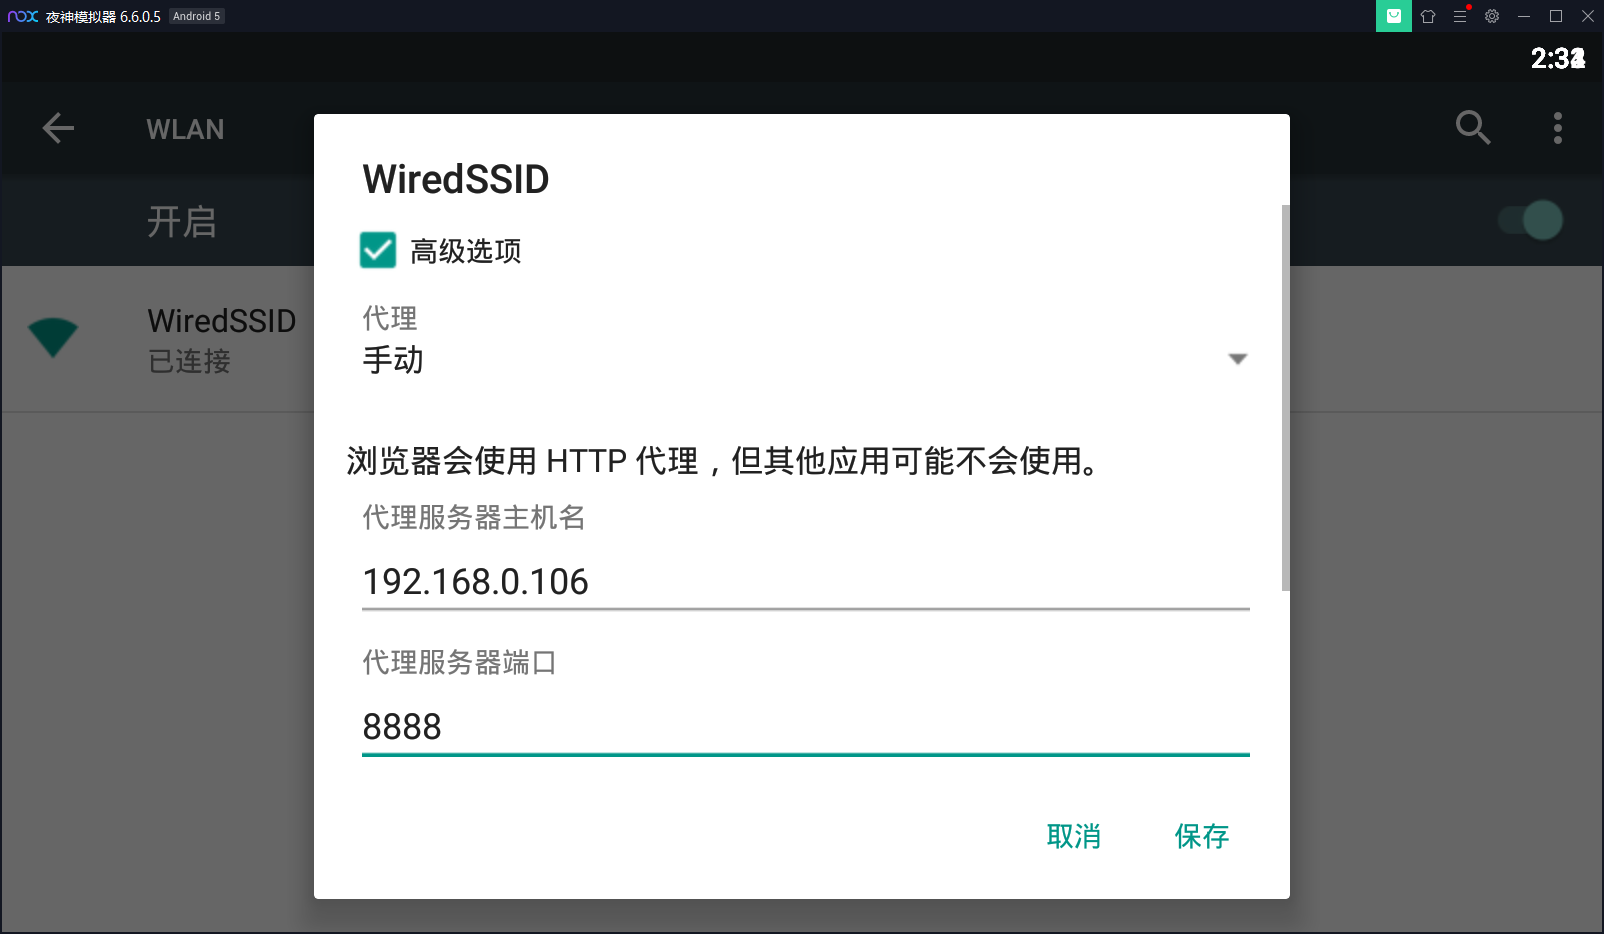 nox 夜神模拟器 6.6.0.5 Android 5
WLAN
开启
WiredSSID
已连接
WiredSSID
高级选项
代理
手动
浏览器会使用 HTTP 代理，但其他应用可能不会使用。
代理服务器主机名
192.168.0.106
代理服务器端口
8888
取消 保存